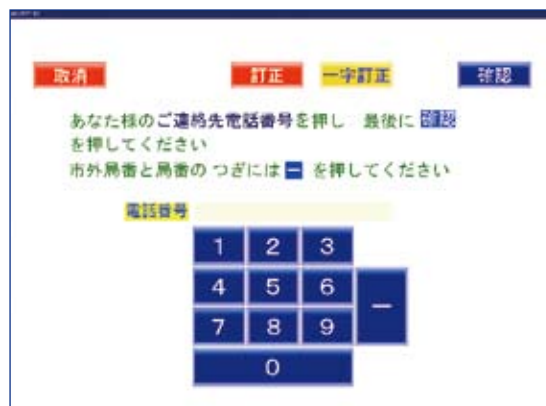 取消 訂正 一字訂正 確認
あなた様のご連絡先電話番号を押し 最後に 確認
を押してください
市外局番と局番の つぎには ー を押してください
電話番号
1 2 3
4 5 6 ー
7 8 9
0